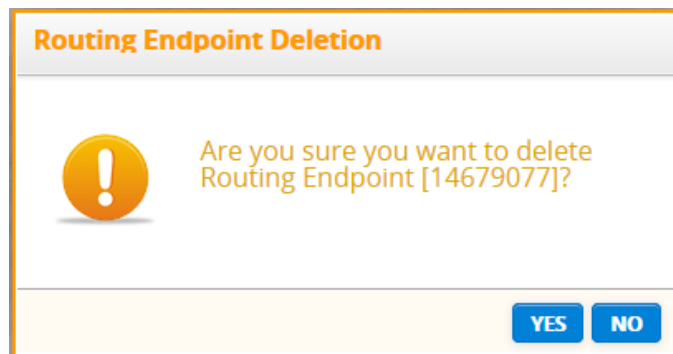 Routing Endpoint Deletion
Are you sure you want to delete
Routing Endpoint [14679077]?
YES NO